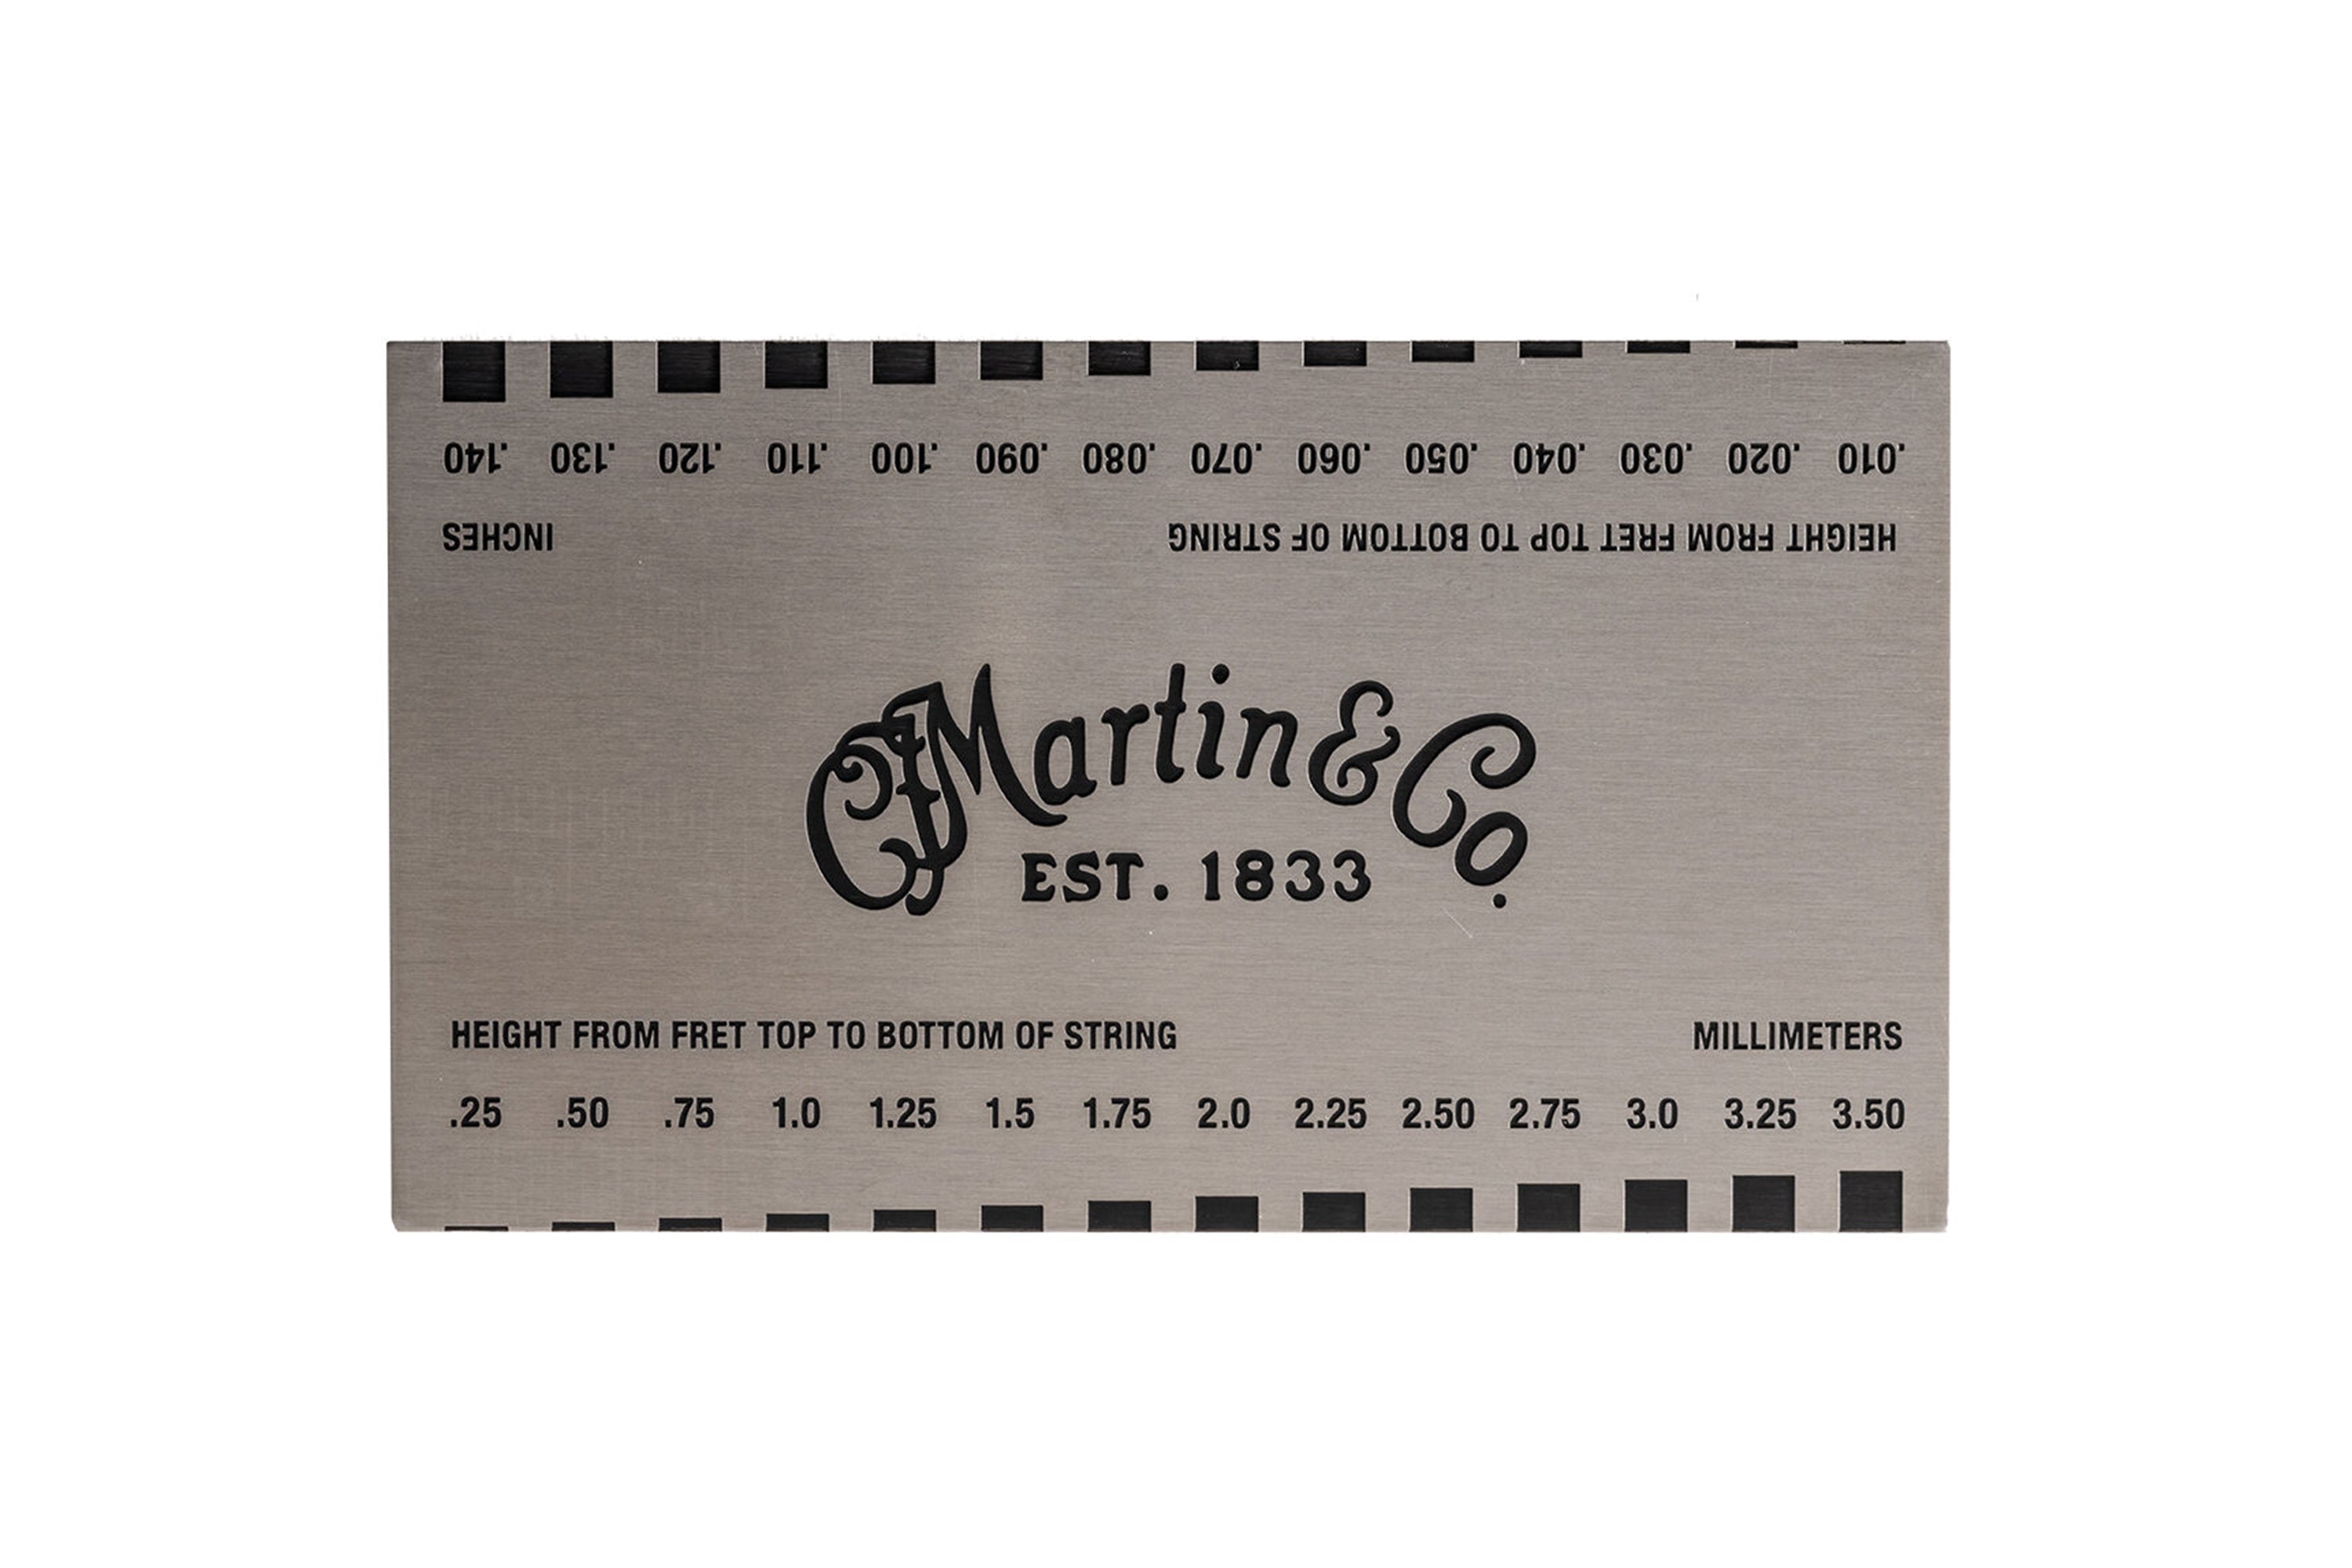 .140 .130 .120 .110 .100 .090 .080 .070 .060 .050 .040 .030 .020 .010
INCHES HEIGHT FROM FRET TOP TO BOTTOM OF STRING
CFMartin & Co.
EST. 1833
HEIGHT FROM FRET TOP TO BOTTOM OF STRING MILLIMETERS
.25 .50 .75 1.0 1.25 1.5 1.75 2.0 2.25 2.50 2.75 3.0 3.25 3.50